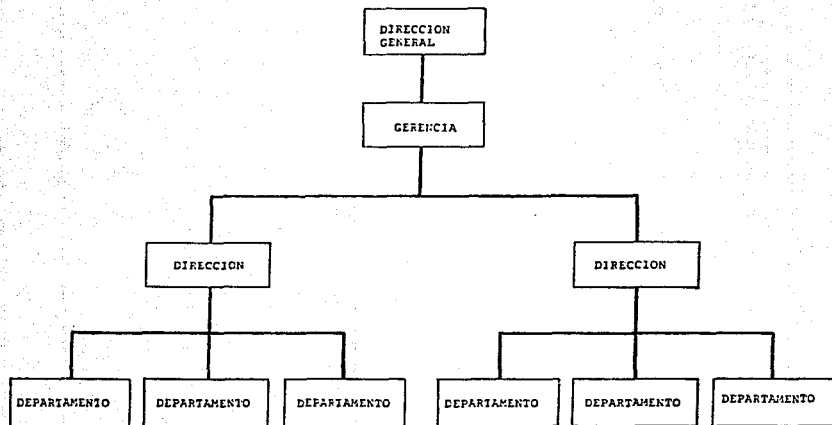 DIRECCION
GENERAL
GERENCIA
DIRECCION
DIRECCION
DEPARTAMENTO
DEPARTAMENTO
DEPARTAMENTO
DEPARTAMENTO
DEPARTAMENTO
DEPARTAMENTO